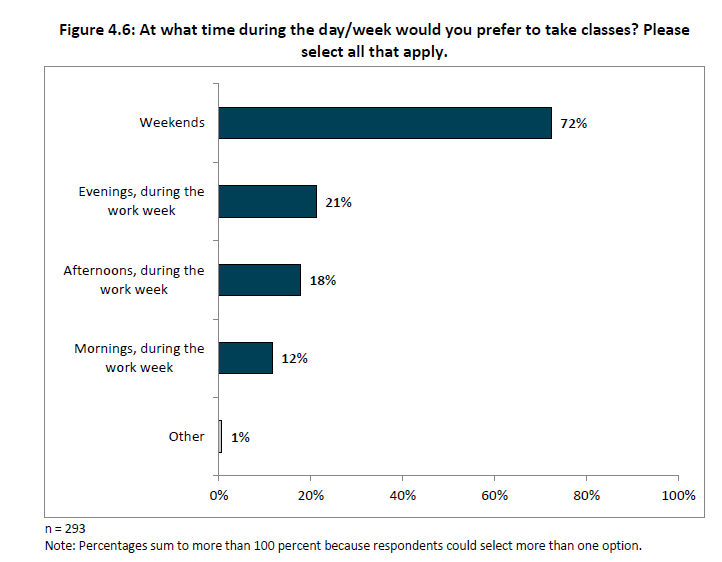 Figure 4.6: At what time during the day/week would you prefer to take classes? Please
select all that apply.
Weekends
72%
Evenings, during the
work week
21%
Afternoons, during the
work week
18%
Mornings, during the
work week
12%
Other
1%
0%
20%
40%
60%
80%
100%
n = 293
Note: Percentages sum to more than 100 percent because respondents could select more than one option.